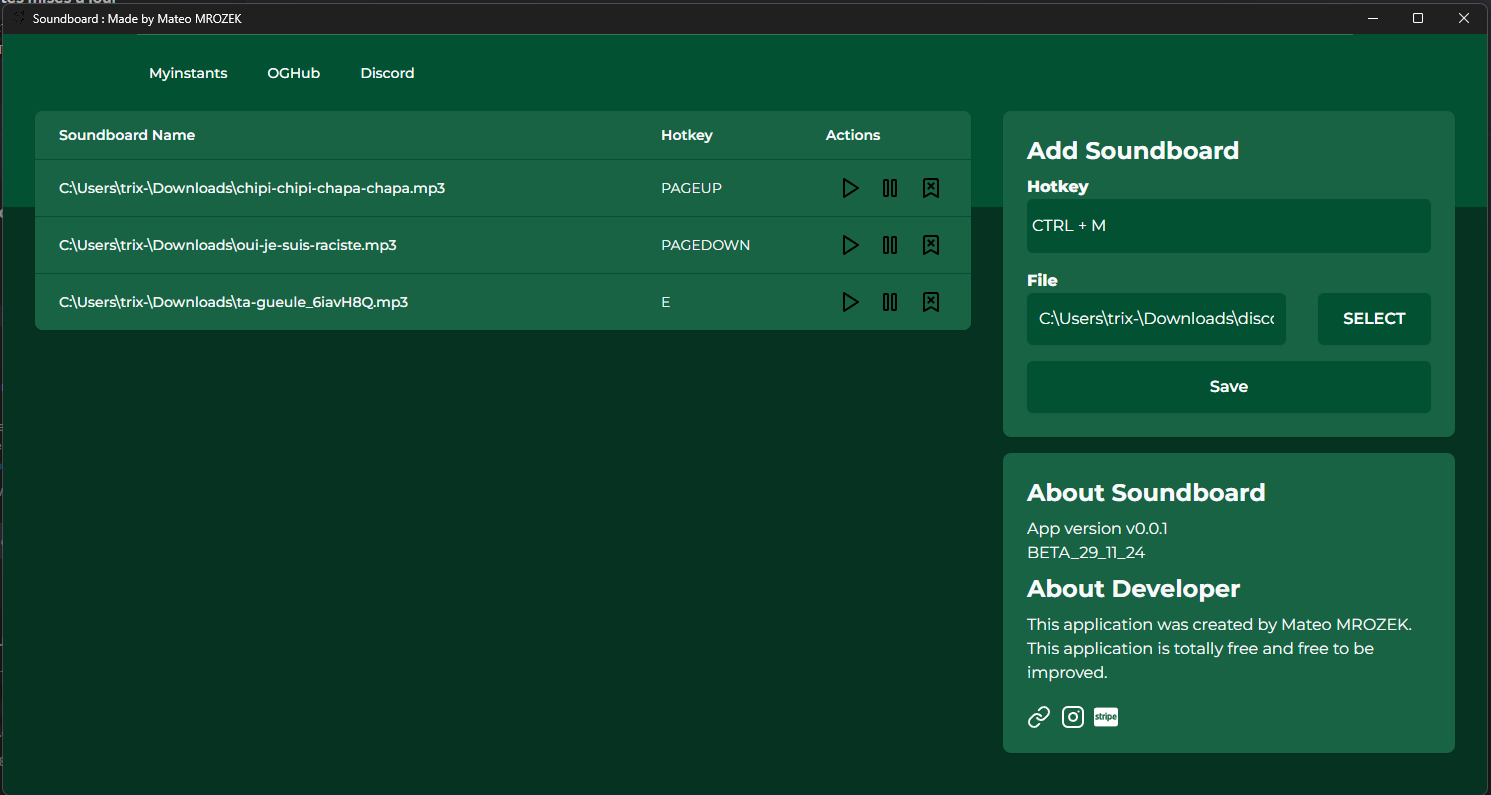 Soundboard : Made by Mateo MROZEK
Myinstants OGHub Discord
Soundboard Name Hotkey Actions
C:\Users\trix-\Downloads\chipi-chipi-chapa-chapa.mp3 PAGEUP
C:\Users\trix-\Downloads\oui-je-suis-raciste.mp3 PAGEDOWN
C:\Users\trix-\Downloads\ta-gueule_6iavH8Q.mp3 E
Add Soundboard
Hotkey
CTRL + M
File
C:\Users\trix-\Downloads\disco SELECT
Save
About Soundboard
App version v0.0.1
BETA_29_11_24
About Developer
This application was created by Mateo MROZEK.
This application is totally free and free to be
improved.
stripe